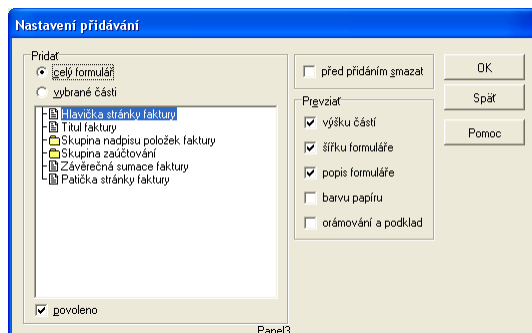 Nastavení přidávání
Pridať
celý formulář
vybrané části
Hlavička stránky faktury
Titul faktury
Skupina nadpisu položek faktury
Skupina zaúčtování
Závěrečná sumace faktury
Patička stránky faktury
povoleno
před přidáním smazat
Prevziať
výšku částí
šířku formuláře
popis formuláře
barvu papíru
orámování a podklad
OK
Späť
Pomoc
Panel3